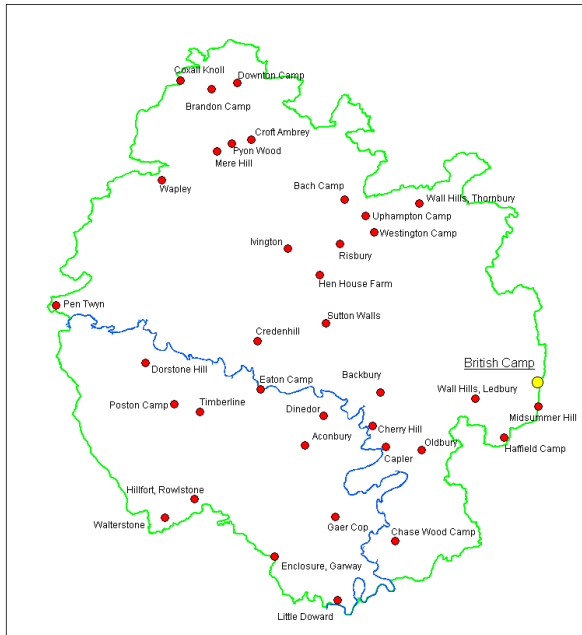 Coxall Knoll
Downton Camp
Brandon Camp
Croft Ambrey
Pyon Wood
Mere Hill
Wapley
Bach Camp
Wall Hills, Thornbury
Uphampton Camp
Westington Camp
Ivington
Risbury
Hen House Farm
Pen Twyn
Sutton Walls
Credenhill
British Camp
Dorstone Hill
Eaton Camp
Backbury
Wall Hills, Ledbury
Poston Camp
Timberline
Dinedor
Midsummer Hill
Cherry Hill
Aconbury
Capler
Oldbury
Haffield Camp
Hillfort, Rowlstone
Walterstone
Gaer Cop
Chase Wood Camp
Enclosure, Garway
Little Doward